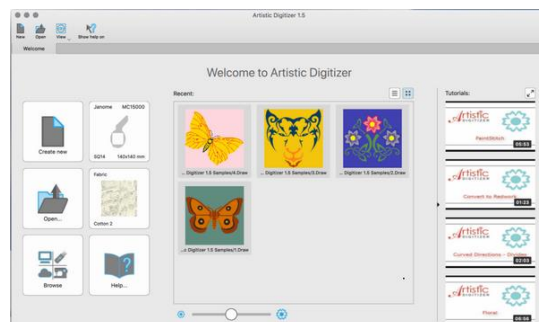 Artistic Digitizer 1.5
New Open View Show help on
Welcome
Welcome to Artistic Digitizer
Recent:
Tutorials:
Janome MC15000
Create new
SQ14 140x140 mm
Fabric
Open...
Cotton 2
Browse
Help...
... Digitizer 1.5 Samples/4.Draw
... Digitizer 1.5 Samples/3.Draw
... Digitizer 1.5 Samples/2.Draw
...c Digitizer 1.5 Samples/1.Draw
Artistic
DIGITIZER
PaintStitch
09:53
Artistic
DIGITIZER
Convert to Redwork
01:25
Artistic
DIGITIZER
Curved Directions - Dividing
02:03
Artistic
DIGITIZER
Floral